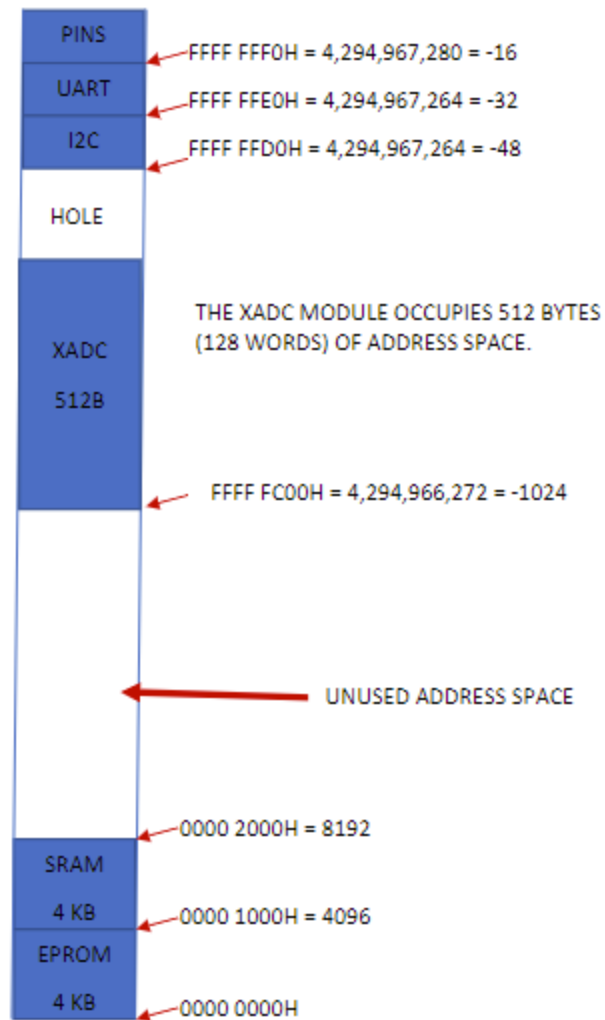 PINS
FFFF FFF0H = 4,294,967,280 = -16
UART
FFFF FFE0H = 4,294,967,264 = -32
I2C
FFFF FFD0H = 4,294,967,264 = -48
HOLE
THE XADC MODULE OCCUPIES 512 BYTES
(128 WORDS) OF ADDRESS SPACE.
XADC
512B
FFFF FC00H = 4,294,966,272 = -1024
UNUSED ADDRESS SPACE
0000 2000H = 8192
SRAM
4 KB
0000 1000H = 4096
EPROM
4 KB
0000 0000H